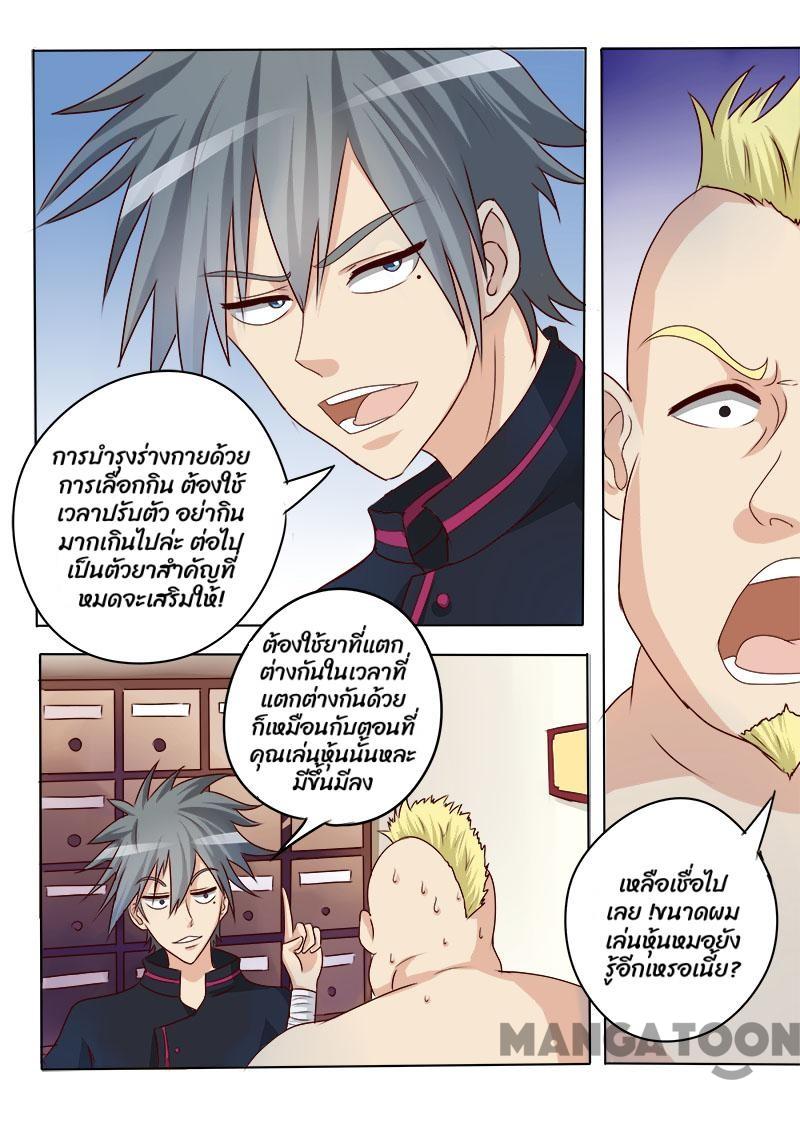 การบำรุงร่างกายด้วย
การเลือกกิน ต้องใช้
เวลาปรับตัว อย่ากิน
มากเกินไปล่ะ ต่อไป
เป็นตัวยาสำคัญที่
หมดจะเสริมให้!
เหลือเชื่อไป
เลย !ขนาดผม
เล่นหุ้นหมอยัง
รู้อีกเหรอเนี้ย?
ต้องใช้ยาที่แตก
ต่างกันในเวลาที่
แตกต่างกันด้วย
ก็เหมือนกับตอนที่
คุณเล่นหุ้นนั้นหละ
มีขึ้นมีลง
MANGATOON